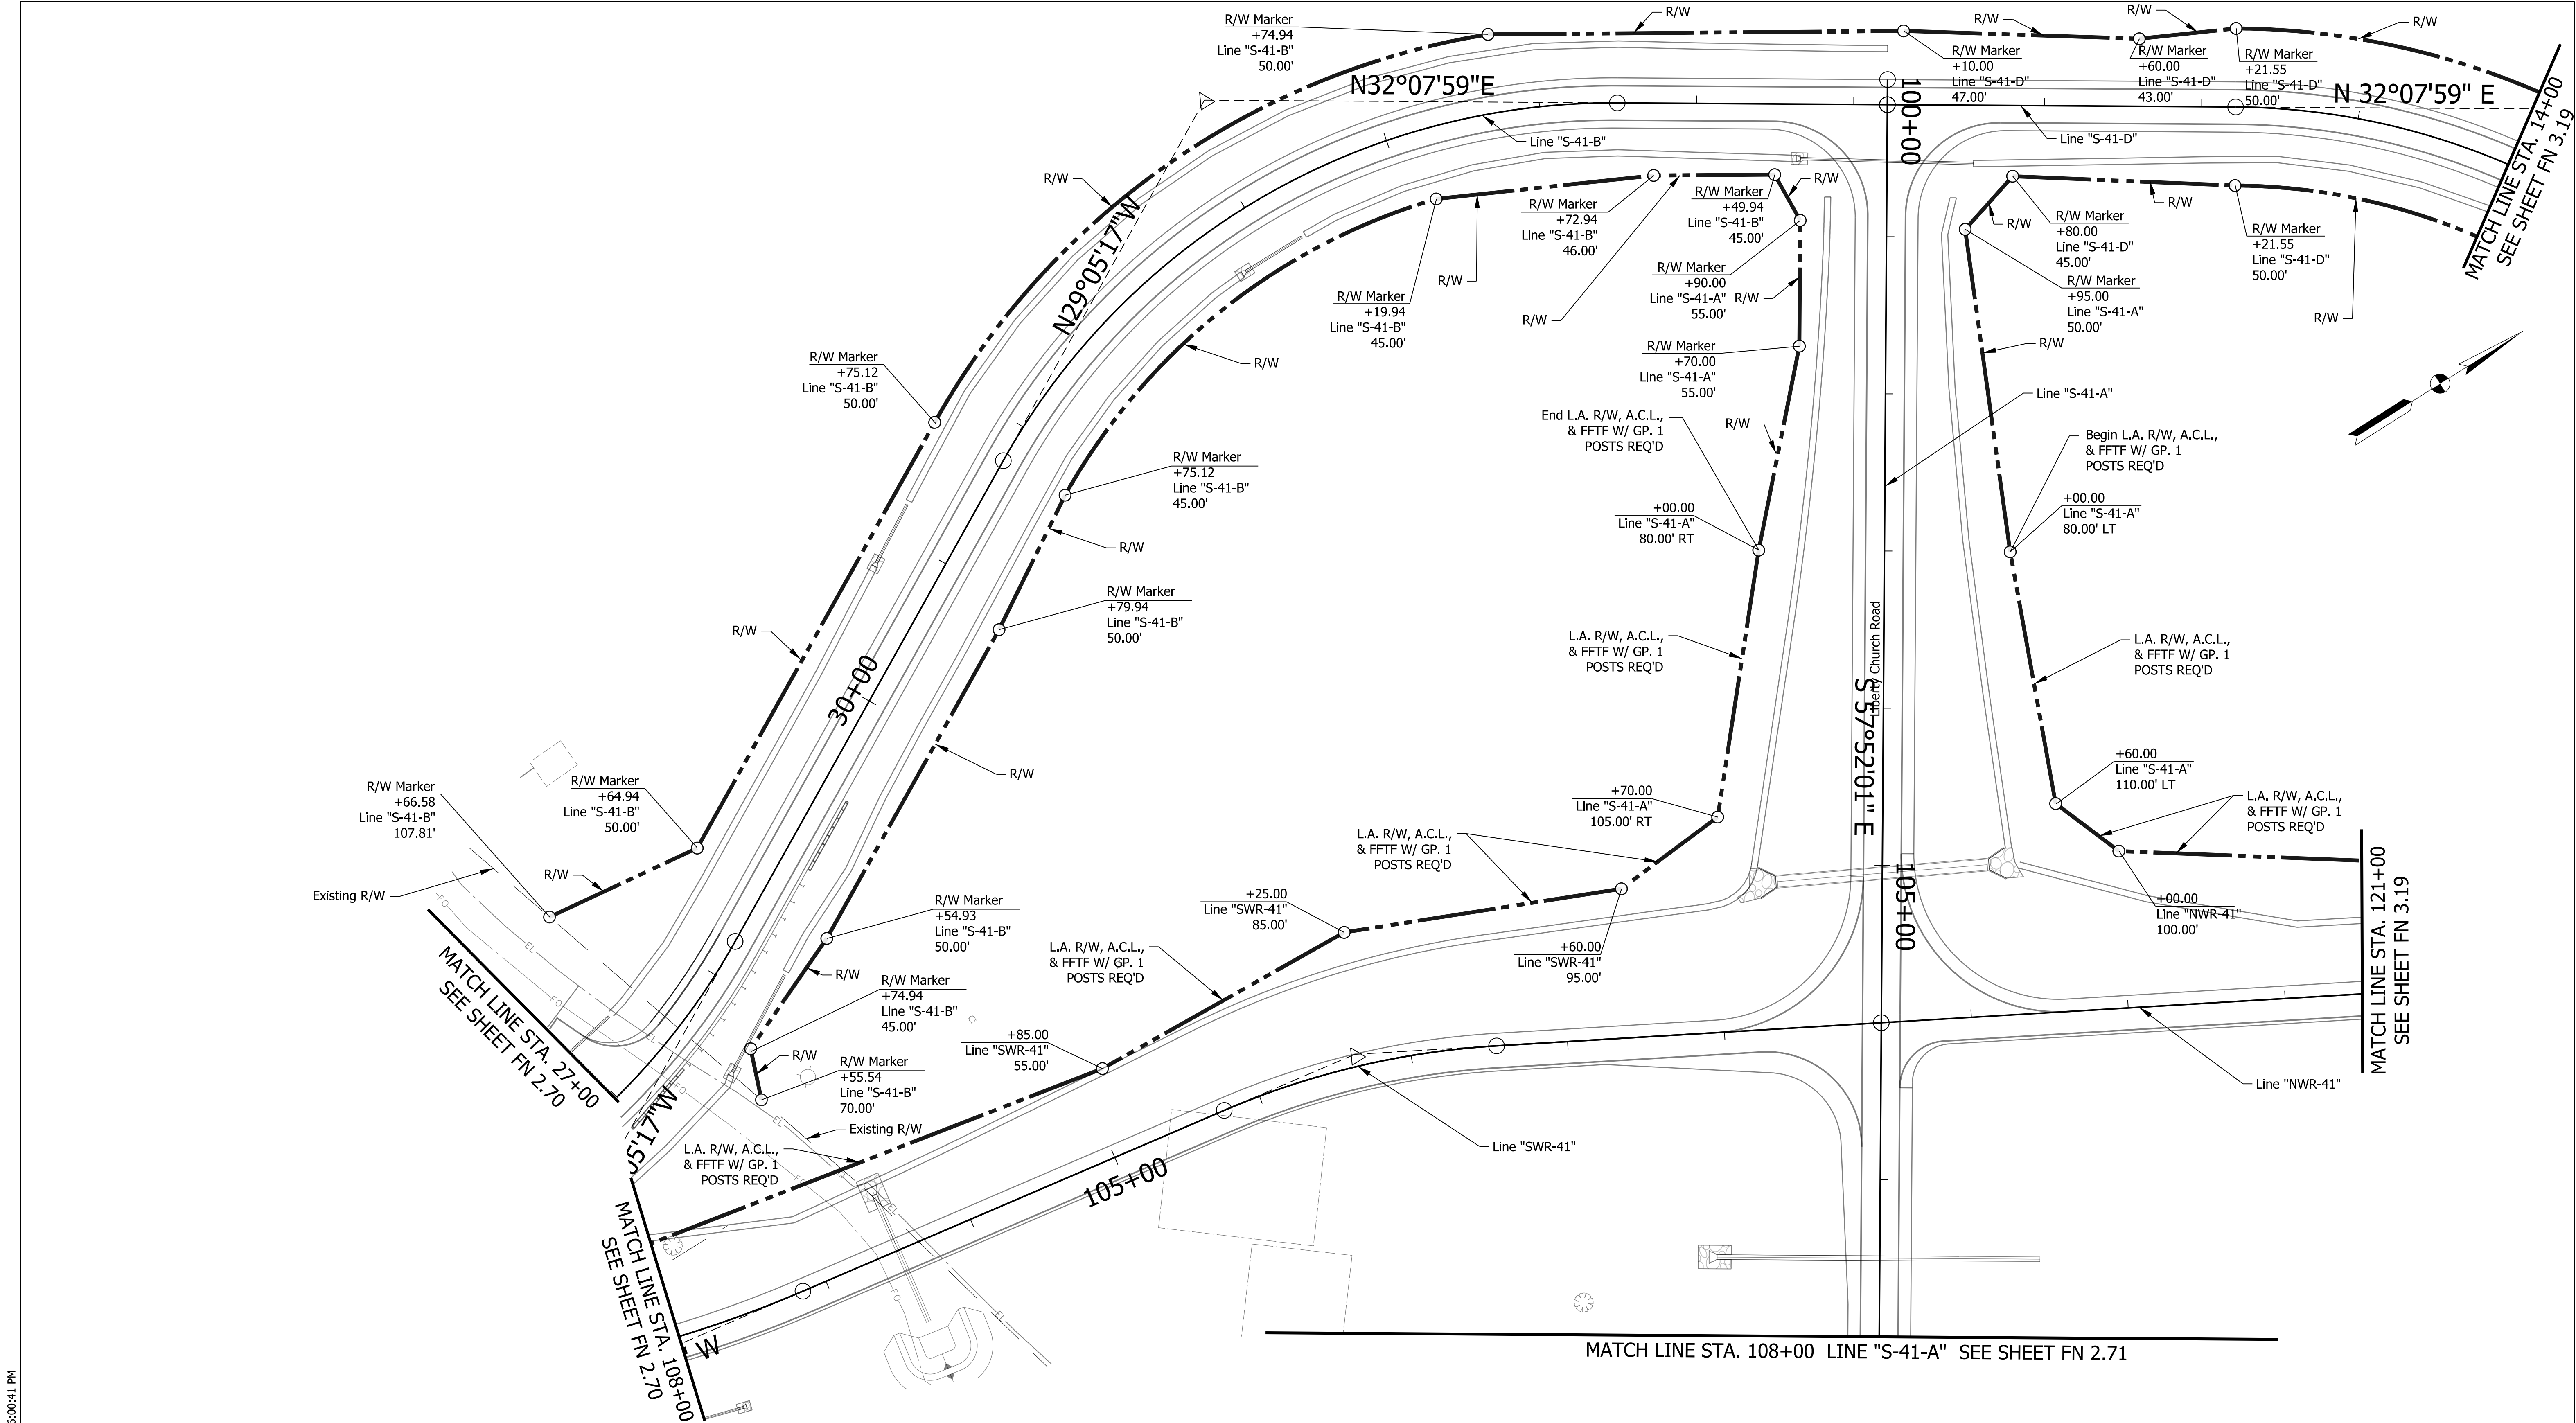 R/W Marker
+74.94
Line "S-41-B"
50.00'
R/W
R/W
R/W
R/W
R/W Marker
+10.00
Line "S-41-D"
47.00'
R/W Marker
+60.00
Line "S-41-D"
43.00'
R/W Marker
+21.55
Line "S-41-D"
50.00'
N32°07'59"E
N 32°07'59" E
100+00
Line "S-41-B"
Line "S-41-D"
MATCH LINE STA. 14+00
SEE SHEET FN 3.19
R/W
N29°05'17"W
R/W Marker
+72.94
Line "S-41-B"
46.00'
R/W Marker
+49.94
Line "S-41-B"
45.00'
R/W
R/W
R/W
R/W Marker
+80.00
Line "S-41-D"
45.00'
R/W Marker
+21.55
Line "S-41-D"
50.00'
R/W
R/W Marker
+19.94
Line "S-41-B"
45.00'
R/W
R/W Marker
+90.00
Line "S-41-A"
55.00'
R/W
R/W Marker
+95.00
Line "S-41-A"
50.00'
R/W
R/W
R/W Marker
+75.12
Line "S-41-B"
50.00'
R/W
R/W Marker
+70.00
Line "S-41-A"
55.00'
R/W
Line "S-41-A"
End L.A. R/W, A.C.L.,
& FFTF W/ GP. 1
POSTS REQ'D
R/W
Begin L.A. R/W, A.C.L.,
& FFTF W/ GP. 1
POSTS REQ'D
R/W Marker
+75.12
Line "S-41-B"
45.00'
+00.00
Line "S-41-A"
80.00' RT
+00.00
Line "S-41-A"
80.00' LT
R/W
R/W Marker
+79.94
Line "S-41-B"
50.00'
R/W
L.A. R/W, A.C.L.,
& FFTF W/ GP. 1
POSTS REQ'D
Liberty Church Road
S 57°52'01" E
L.A. R/W, A.C.L.,
& FFTF W/ GP. 1
POSTS REQ'D
30+00
R/W
R/W Marker
+66.58
Line "S-41-B"
107.81'
R/W Marker
+64.94
Line "S-41-B"
50.00'
+70.00
Line "S-41-A"
105.00' RT
+60.00
Line "S-41-A"
110.00' LT
L.A. R/W, A.C.L.,
& FFTF W/ GP. 1
POSTS REQ'D
L.A. R/W, A.C.L.,
& FFTF W/ GP. 1
POSTS REQ'D
R/W
Existing R/W
FO
EL
FO
EL
FO
R/W Marker
+54.93
Line "S-41-B"
50.00'
+25.00
Line "SWR-41"
85.00'
105+00
+00.00
Line "NWR-41"
100.00'
MATCH LINE STA. 121+00
SEE SHEET FN 3.19
L.A. R/W, A.C.L.,
& FFTF W/ GP. 1
POSTS REQ'D
+60.00
Line "SWR-41"
95.00'
MATCH LINE STA. 27+00
SEE SHEET FN 2.70
R/W
R/W Marker
+74.94
Line "S-41-B"
45.00'
+85.00
Line "SWR-41"
55.00'
R/W
R/W Marker
+55.54
Line "S-41-B"
70.00'
Line "NWR-41"
EL
Existing R/W
05'17"W
L.A. R/W, A.C.L.,
& FFTF W/ GP. 1
POSTS REQ'D
Line "SWR-41"
105+00
EL
FO
EL
MATCH LINE STA. 108+00
SEE SHEET FN 2.70
W
MATCH LINE STA. 108+00 LINE "S-41-A" SEE SHEET FN 2.71
:00:41 PM